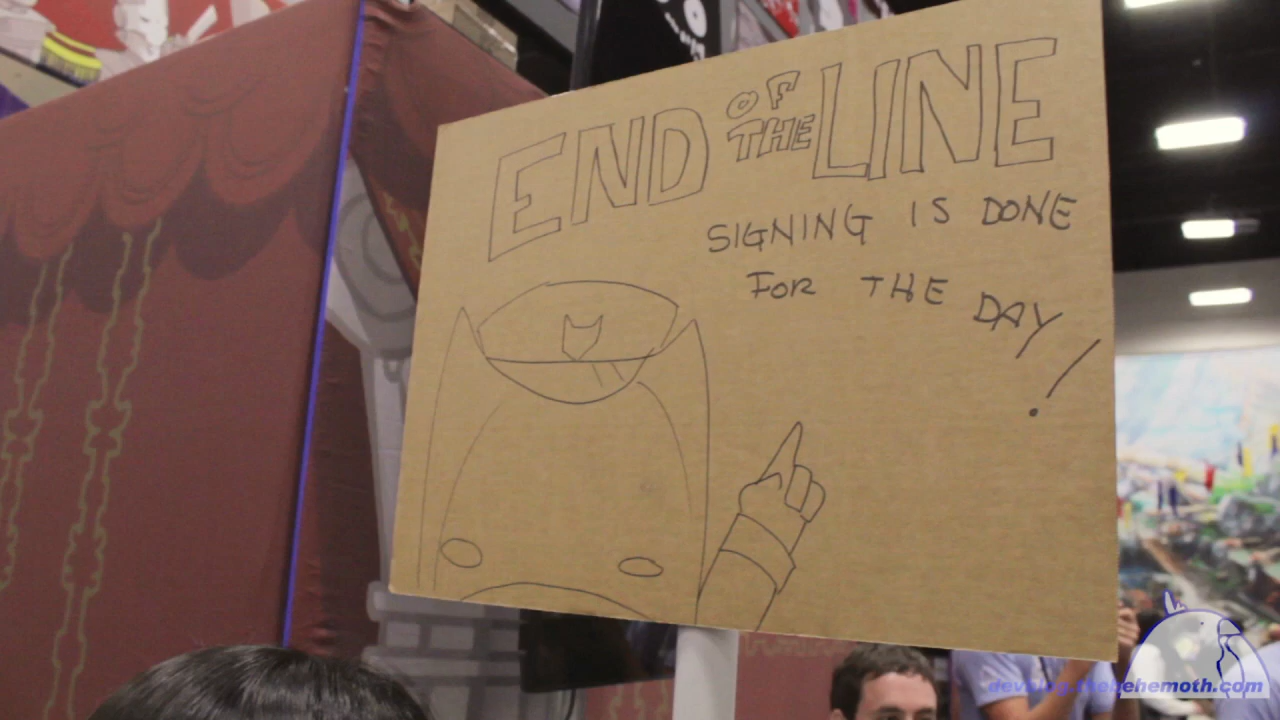 END OF THE LINE
SIGNING IS DONE
FOR THE DAY!
devblog.thebehemoth.com